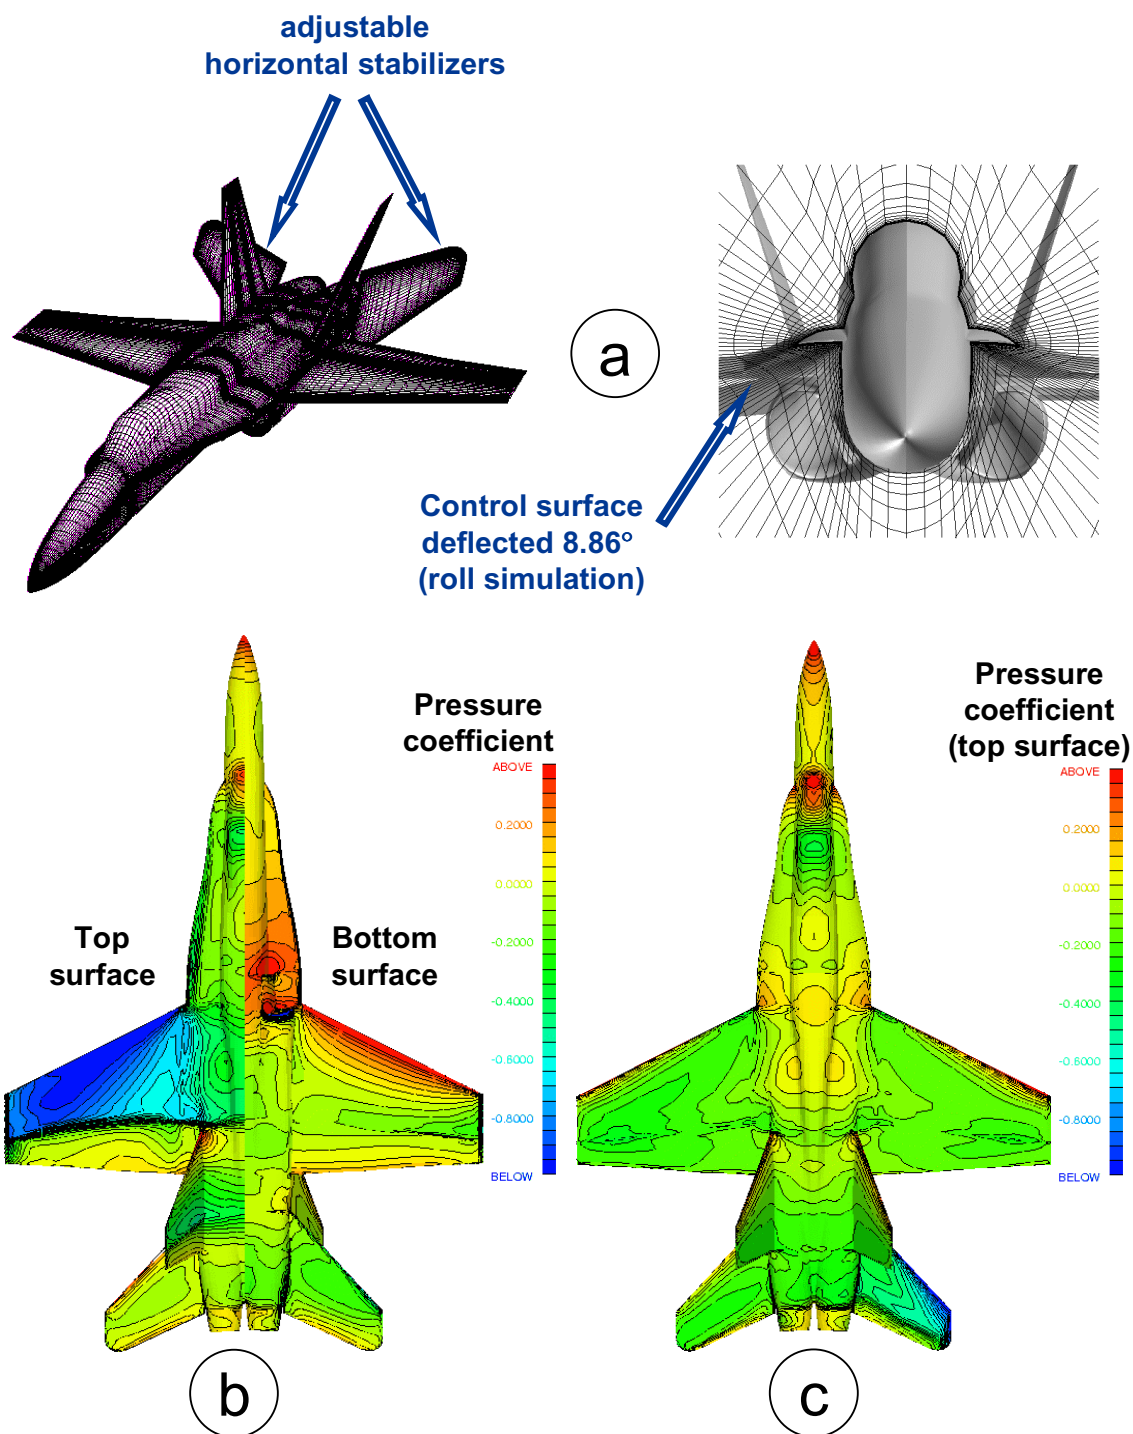 adjustable
horizontal stabilizers
a
Control surface
deflected 8.86°
(roll simulation)
Pressure
coefficient
ABOVE
0.2000
0.0000
-0.2000
-0.4000
-0.6000
-0.8000
BELOW
Top
surface
Bottom
surface
b
Pressure
coefficient
(top surface)
ABOVE
0.2000
0.0000
-0.2000
-0.4000
-0.6000
-0.8000
BELOW
c